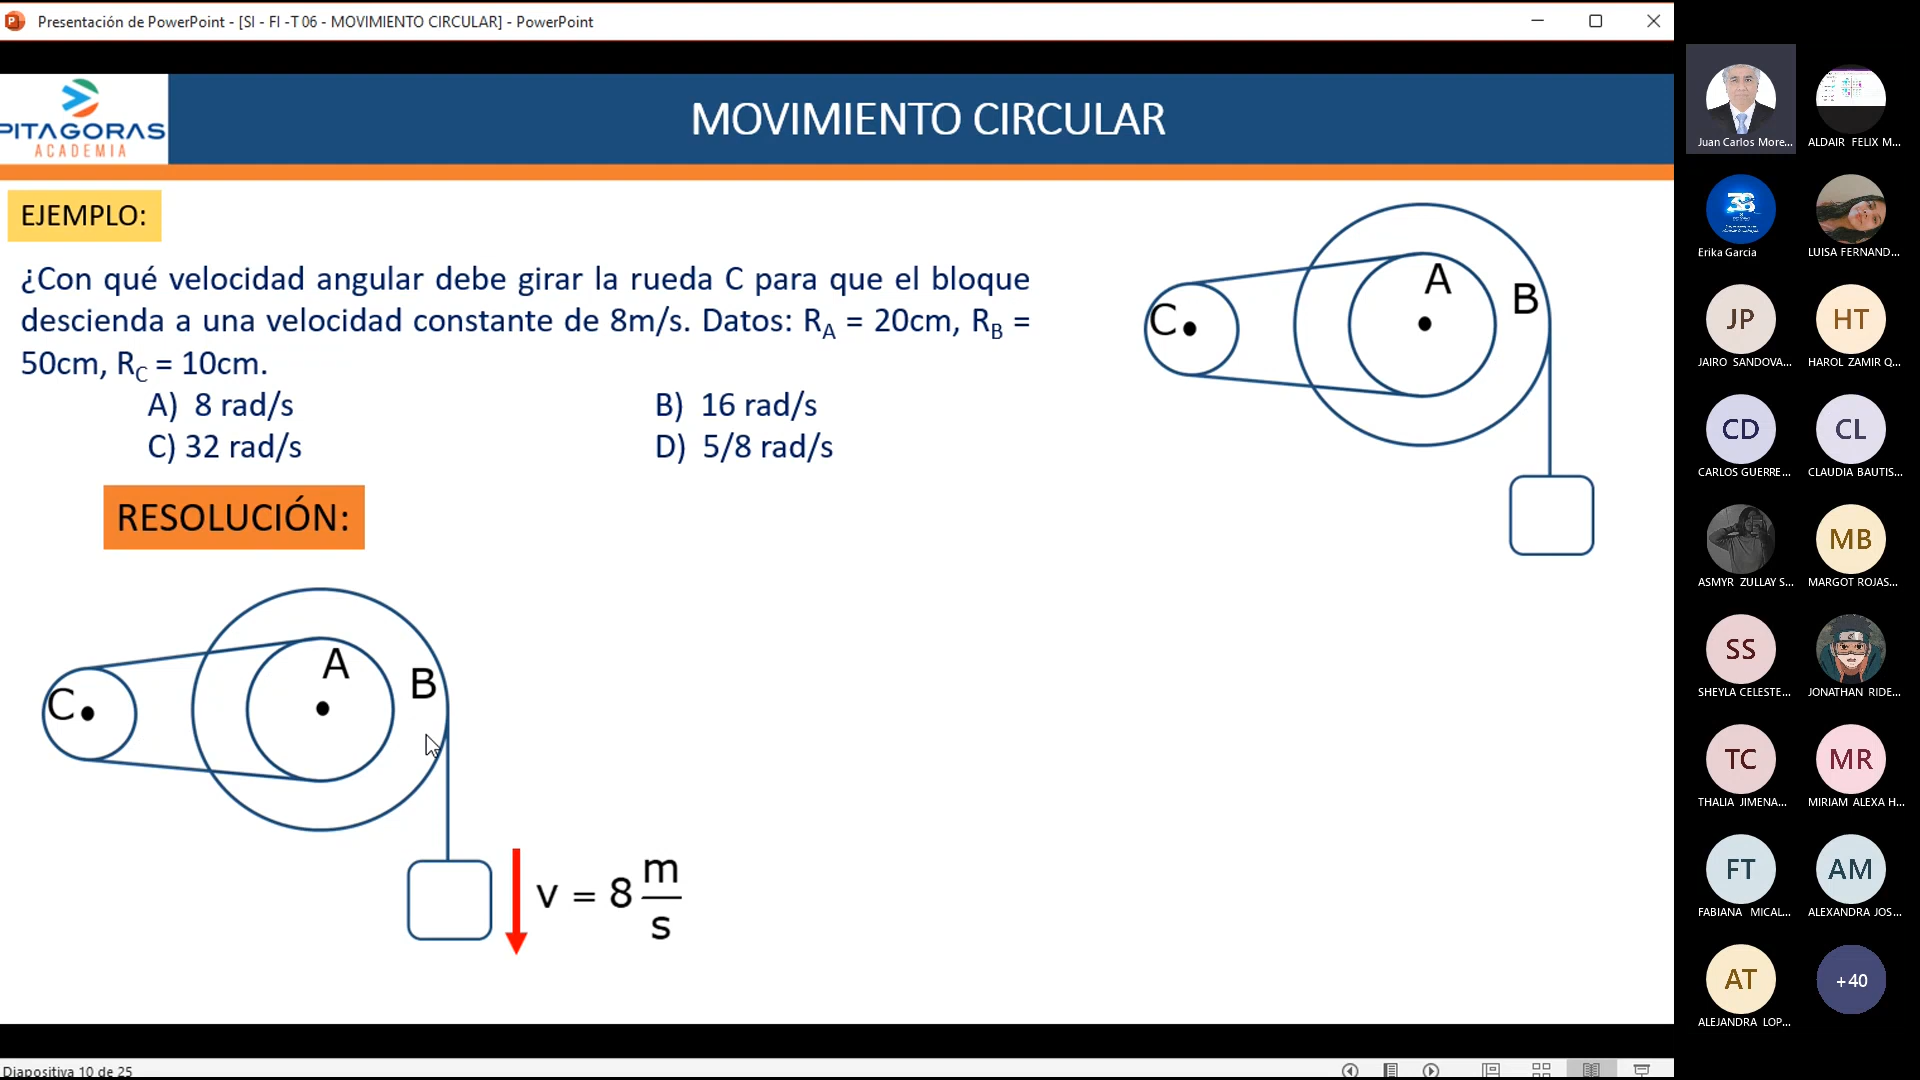 Presentación de PowerPoint - [SI - FI -T 06 - MOVIMIENTO CIRCULAR] - PowerPoint
PITAGORAS
ACADEMIA
MOVIMIENTO CIRCULAR
EJEMPLO:
¿Con qué velocidad angular debe girar la rueda C para que el bloque
descienda a una velocidad constante de 8m/s. Datos: R_A = 20cm, R_B =
50cm, R_C = 10cm.
A) 8 rad/s
B) 16 rad/s
C) 32 rad/s
D) 5/8 rad/s
C
A
B
RESOLUCIÓN:
C
A
B
v = 8 m/s
Diapositiva 10 de 25
Juan Carlos More...
ALDAIR FELIX M...
38
Erika Garcia
LUISA FERNAND...
JP
JAIRO SANDOVA...
HT
HAROL ZAMIR Q...
CD
CARLOS GUERRE...
CL
CLAUDIA BAUTIS...
ASMYR ZULLAY S...
MB
MARGOT ROJAS...
SS
SHEYLA CELESTE...
JONATHAN RIDE...
TC
THALIA JIMENA...
MR
MIRIAM ALEXA H...
FT
FABIANA MICAL...
AM
ALEXANDRA JOS...
AT
ALEJANDRA LOP...
+40